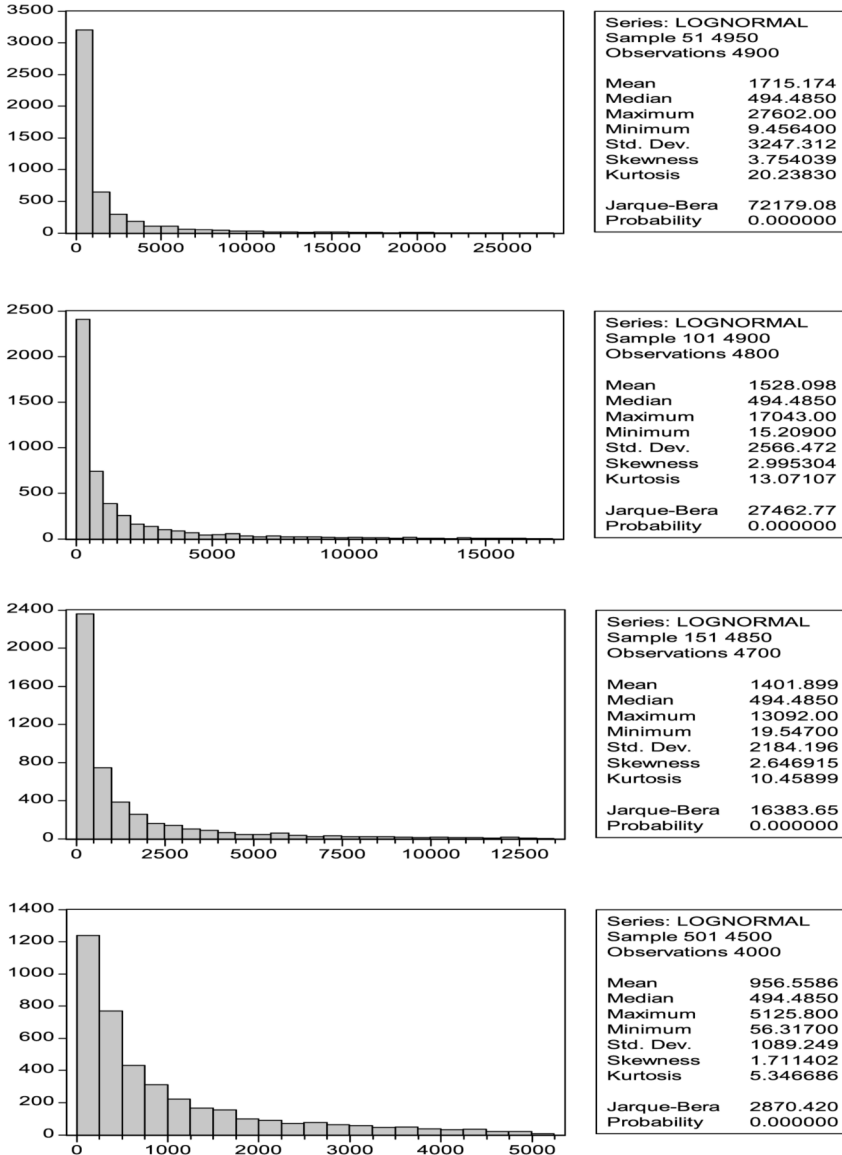 3500
3000
2500
2000
1500
1000
500
0
0 5000 10000 15000 20000 25000
Series: LOGNORMAL
Sample 51 4950
Observations 4900
Mean 1715.174
Median 494.4850
Maximum 27602.00
Minimum 9.456400
Std. Dev. 3247.312
Skewness 3.754039
Kurtosis 20.23830
Jarque-Bera 72179.08
Probability 0.000000
2500
2000
1500
1000
500
0
0 5000 10000 15000
Series: LOGNORMAL
Sample 101 4900
Observations 4800
Mean 1528.098
Median 494.4850
Maximum 17043.00
Minimum 15.20900
Std. Dev. 2566.472
Skewness 2.995304
Kurtosis 13.07107
Jarque-Bera 27462.77
Probability 0.000000
2400
2000
1600
1200
800
400
0
0 2500 5000 7500 10000 12500
Series: LOGNORMAL
Sample 151 4850
Observations 4700
Mean 1401.899
Median 494.4850
Maximum 13092.00
Minimum 19.54700
Std. Dev. 2184.196
Skewness 2.646915
Kurtosis 10.45899
Jarque-Bera 16383.65
Probability 0.000000
1400
1200
1000
800
600
400
200
0
0 1000 2000 3000 4000 5000
Series: LOGNORMAL
Sample 501 4500
Observations 4000
Mean 956.5586
Median 494.4850
Maximum 5125.800
Minimum 56.31700
Std. Dev. 1089.249
Skewness 1.711402
Kurtosis 5.346686
Jarque-Bera 2870.420
Probability 0.000000